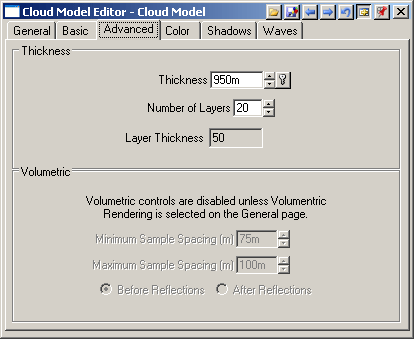 Cloud Model Editor - Cloud Model
General Basic Advanced Color Shadows Waves
Thickness
Thickness 950m
Number of Layers 20
Layer Thickness 50
Volumetric
Volumetric controls are disabled unless Volumentric
Rendering is selected on the General page.
Minimum Sample Spacing (m) 75m
Maximum Sample Spacing (m) 100m
Before Reflections After Reflections